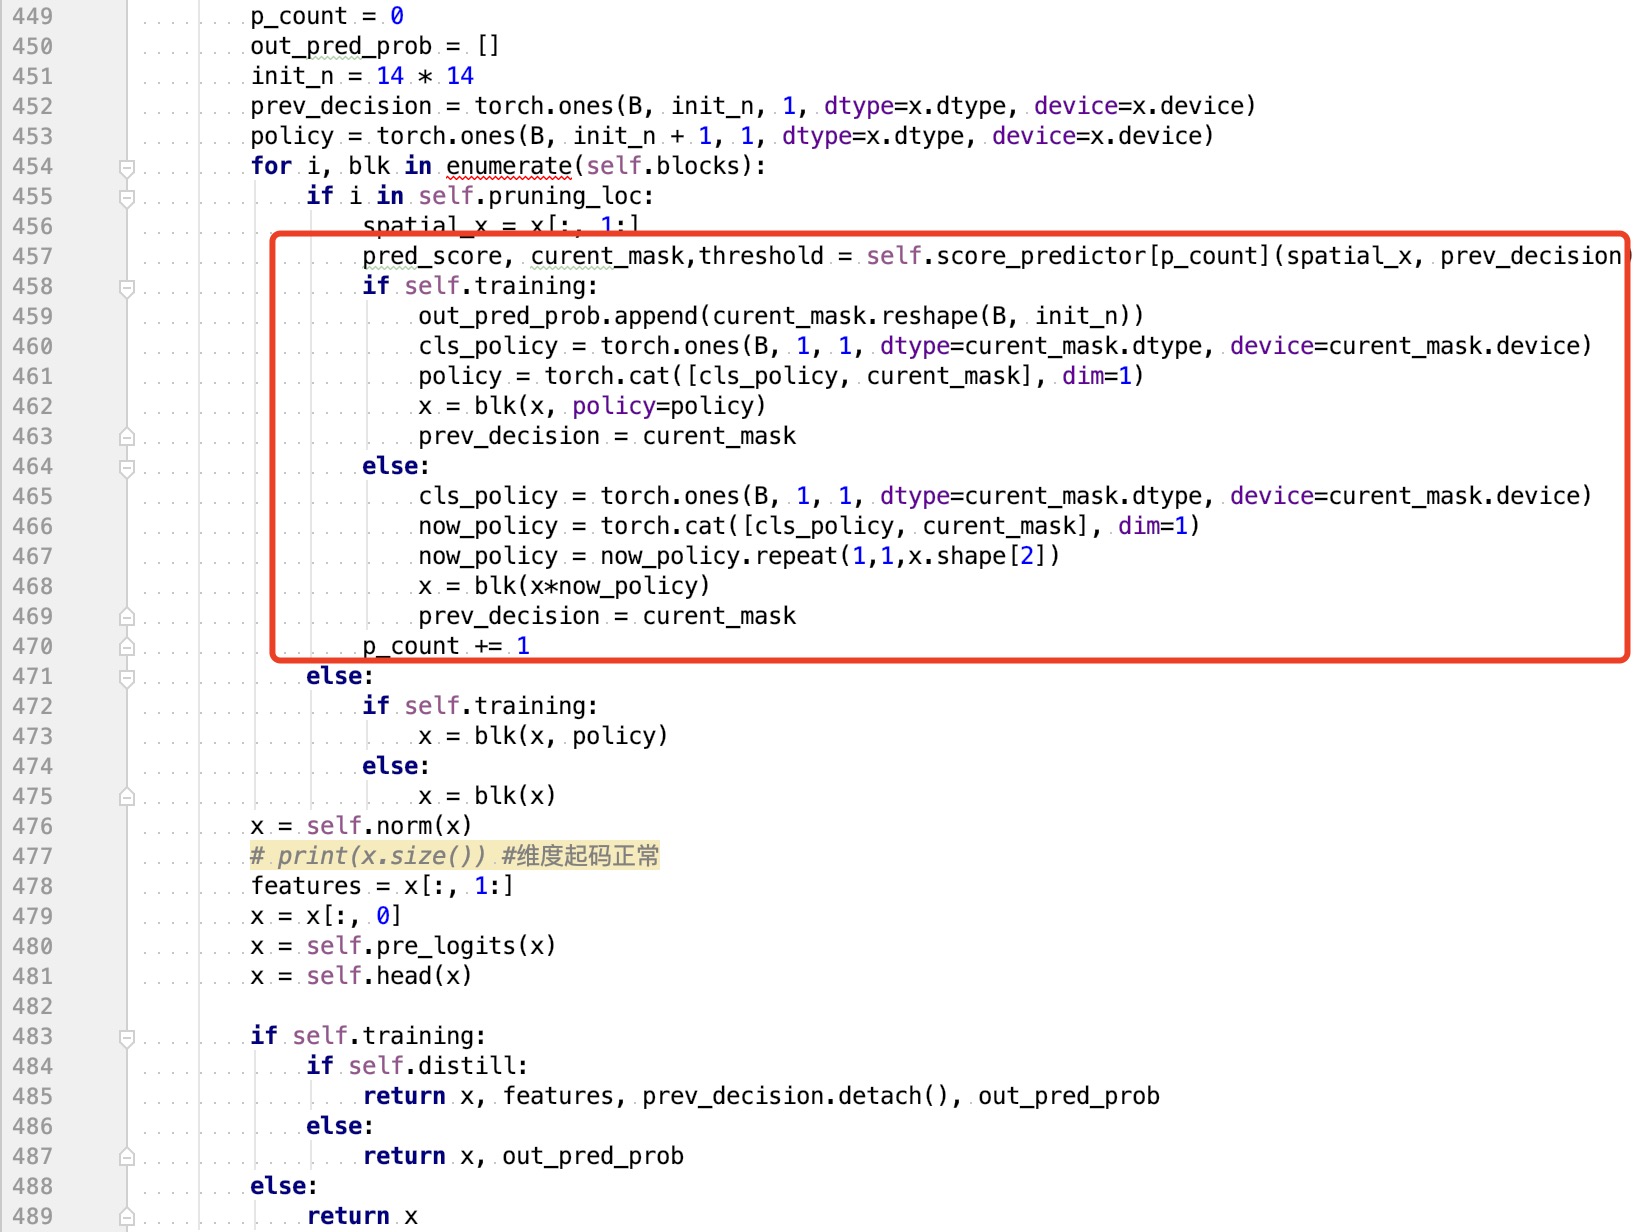 449 p_count = 0
450 out_pred_prob = []
451 init_n = 14 * 14
452 prev_decision = torch.ones(B, init_n, 1, dtype=x.dtype, device=x.device)
453 policy = torch.ones(B, init_n + 1, 1, dtype=x.dtype, device=x.device)
454 for i, blk in enumerate(self.blocks):
455 if i in self.pruning_loc:
456 spatial_x = x[:, 1:]
457 pred_score, curent_mask,threshold = self.score_predictor[p_count](spatial_x, prev_decision)
458 if self.training:
459 out_pred_prob.append(curent_mask.reshape(B, init_n))
460 cls_policy = torch.ones(B, 1, 1, dtype=curent_mask.dtype, device=curent_mask.device)
461 policy = torch.cat([cls_policy, curent_mask], dim=1)
462 x = blk(x, policy=policy)
463 prev_decision = curent_mask
464 else:
465 cls_policy = torch.ones(B, 1, 1, dtype=curent_mask.dtype, device=curent_mask.device)
466 now_policy = torch.cat([cls_policy, curent_mask], dim=1)
467 now_policy = now_policy.repeat(1,1,x.shape[2])
468 x = blk(x*now_policy)
469 prev_decision = curent_mask
470 p_count += 1
471 else:
472 if self.training:
473 x = blk(x, policy)
474 else:
475 x = blk(x)
476 x = self.norm(x)
477 # print(x.size()) #维度起码正常
478 features = x[:, 1:]
479 x = x[:, 0]
480 x = self.pre_logits(x)
481 x = self.head(x)
482
483 if self.training:
484 if self.distill:
485 return x, features, prev_decision.detach(), out_pred_prob
486 else:
487 return x, out_pred_prob
488 else:
489 return x